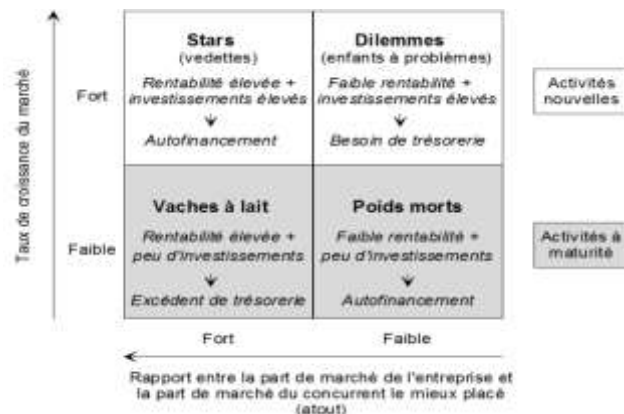 Taux de croissance du marché
Fort
Stars
(vedettes)
Rentabilité élevée +
investissements élevés
Autofinancement
Dilemmes
(enfants à problèmes)
Faible rentabilité +
investissements élevés
Besoin de trésorerie
Activités
nouvelles
Faible
Vaches à lait
Rentabilité élevée +
peu d'investissements
Excédent de trésorerie
Poids morts
Faible rentabilité +
peu d'investissements
Autofinancement
Activités à
maturité
Fort
Faible
Rapport entre la part de marché de l'entreprise et
la part de marché du concurrent le mieux placé
(atout)